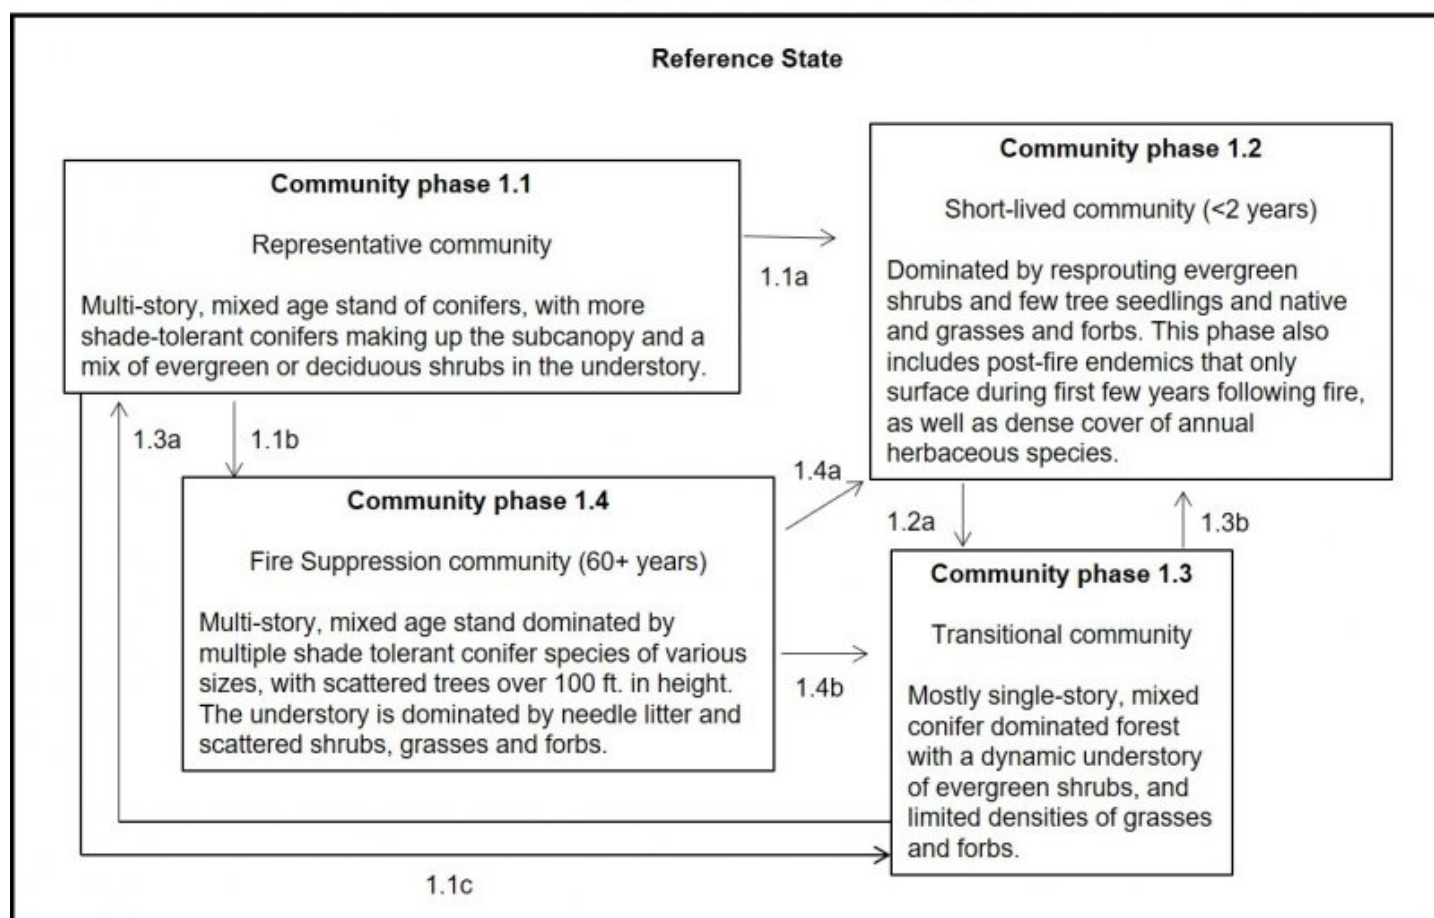 Reference State
Community phase 1.1
Representative community
Multi-story, mixed age stand of conifers, with more
shade-tolerant conifers making up the subcanopy and a
mix of evergreen or deciduous shrubs in the understory.
1.1a
Community phase 1.2
Short-lived community (<2 years)
Dominated by resprouting evergreen
shrubs and few tree seedlings and native
and grasses and forbs. This phase also
includes post-fire endemics that only
surface during first few years following fire,
as well as dense cover of annual
herbaceous species.
1.3a
1.1b
1.4a
1.2a
1.3b
Community phase 1.4
Fire Suppression community (60+ years)
Multi-story, mixed age stand dominated by
multiple shade tolerant conifer species of various
sizes, with scattered trees over 100 ft. in height.
The understory is dominated by needle litter and
scattered shrubs, grasses and forbs.
1.4b
Community phase 1.3
Transitional community
Mostly single-story, mixed
conifer dominated forest
with a dynamic understory
of evergreen shrubs, and
limited densities of grasses
and forbs.
1.1c